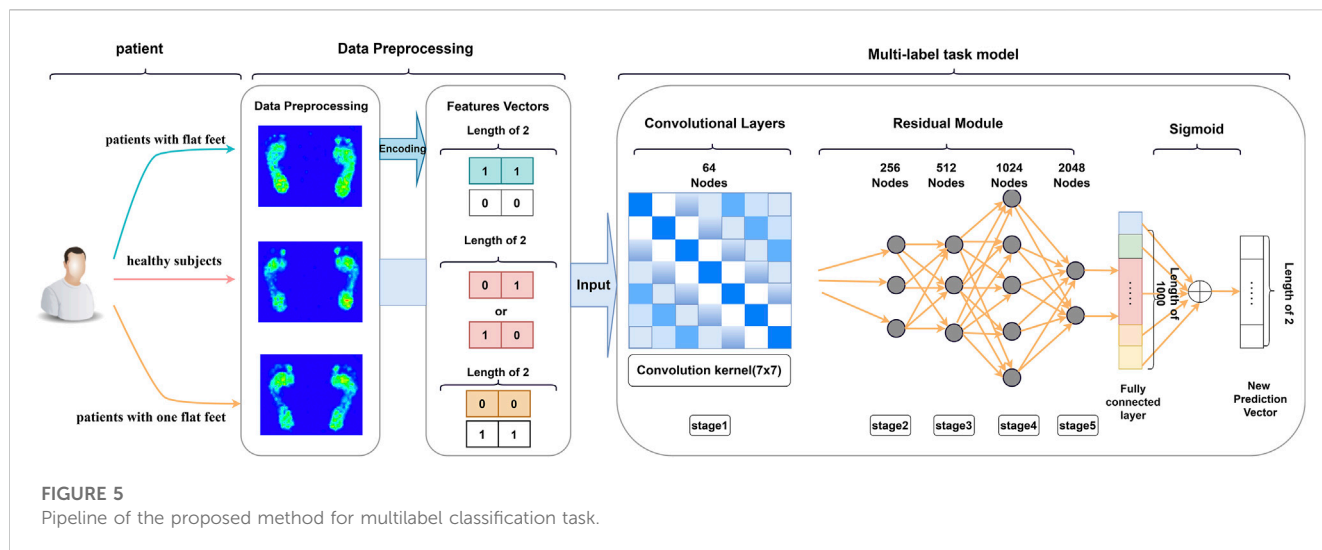 patient
Data Preprocessing
Multi-label task model
Data Preprocessing
patients with flat feet
healthy subjects
patients with one flat feet
Encoding
Features Vectors
Length of 2
1 1
0 0
Length of 2
0 1
or
1 0
Length of 2
0 0
1 1
Input
Convolutional Layers
64
Nodes
Convolution kernel(7x7)
stage1
Residual Module
256
Nodes
512
Nodes
1024
Nodes
2048
Nodes
stage2
stage3
stage4
stage5
Sigmoid
......
Length of
1000
Fully
connected
layer
......
Length of 2
New
Prediction
Vector
FIGURE 5
Pipeline of the proposed method for multilabel classification task.